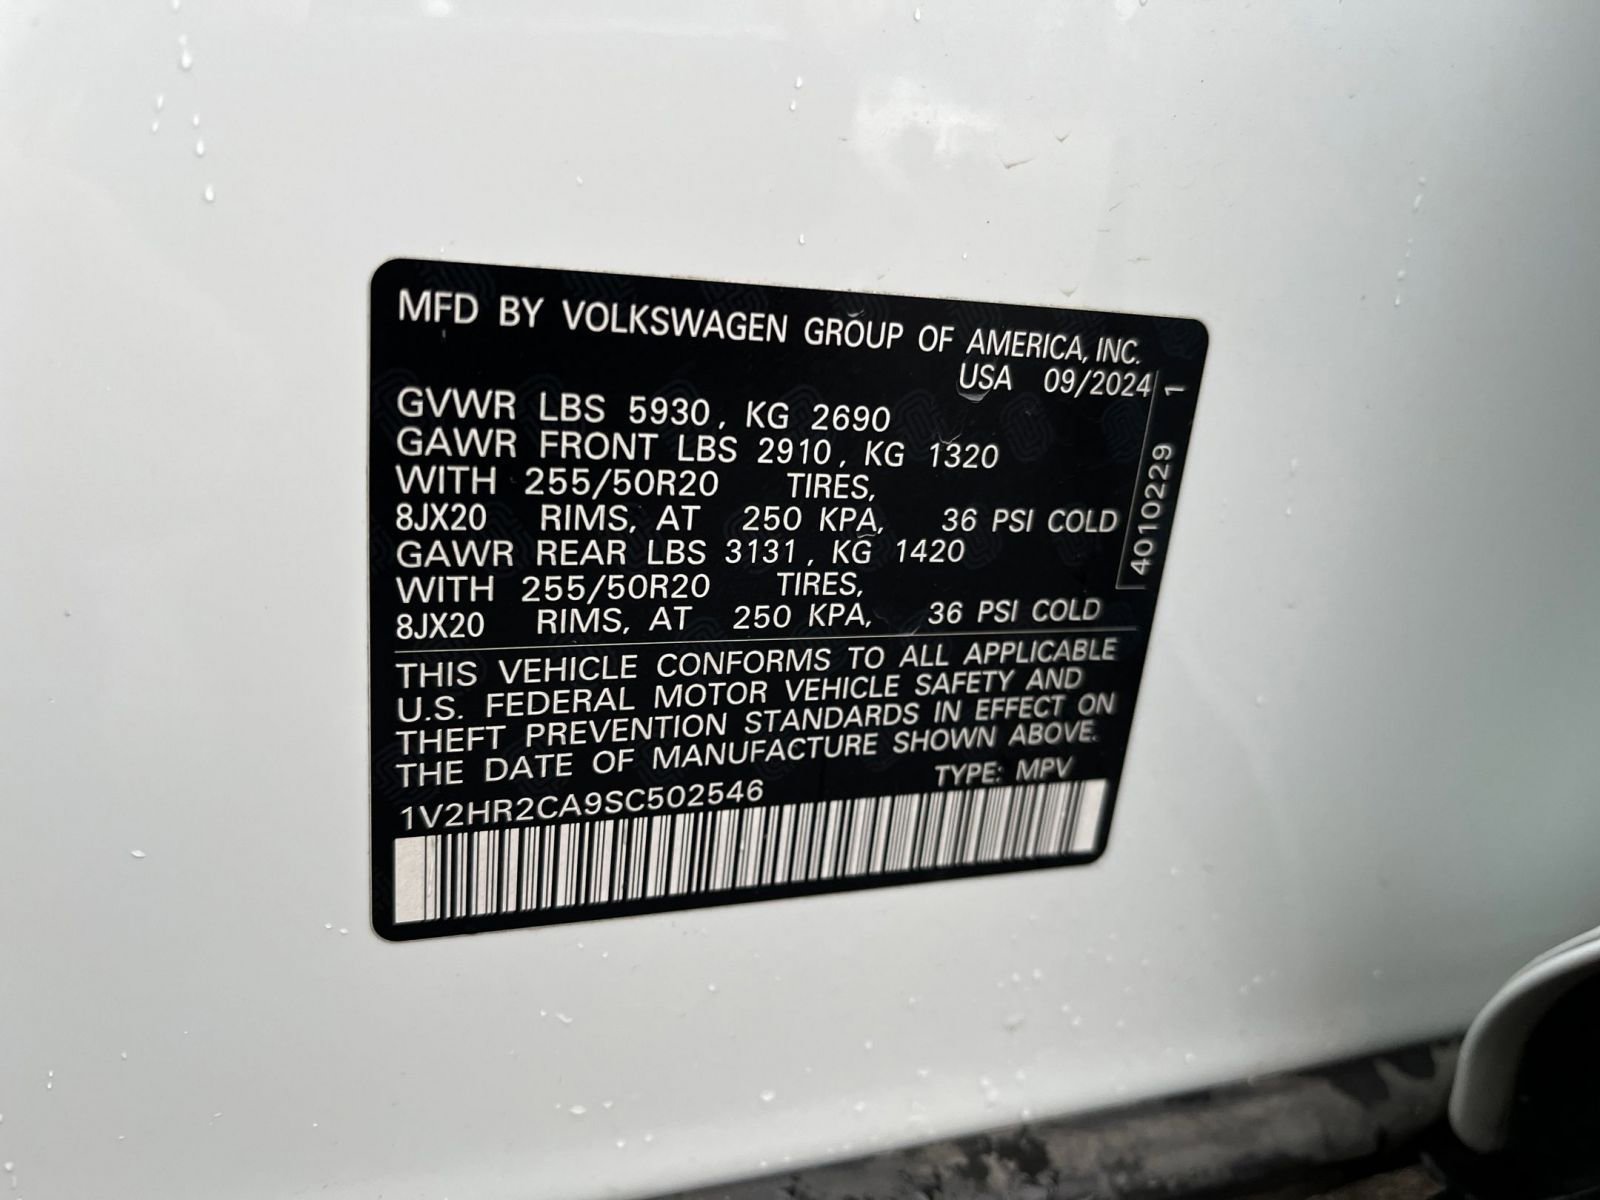 MFD BY VOLKSWAGEN GROUP OF AMERICA, INC.
USA 09/2024
GVWR LBS 5930, KG 2690
GAWR FRONT LBS 2910, KG 1320
WITH 255/50R20 TIRES,
8JX20 RIMS, AT 250 KPA, 36 PSI COLD
GAWR REAR LBS 3131, KG 1420
WITH 255/50R20 TIRES,
8JX20 RIMS, AT 250 KPA, 36 PSI COLD
THIS VEHICLE CONFORMS TO ALL APPLICABLE
U.S. FEDERAL MOTOR VEHICLE SAFETY AND
THEFT PREVENTION STANDARDS IN EFFECT ON
THE DATE OF MANUFACTURE SHOWN ABOVE.
1V2HR2CA9SC502546 TYPE: MPV
4010229 1